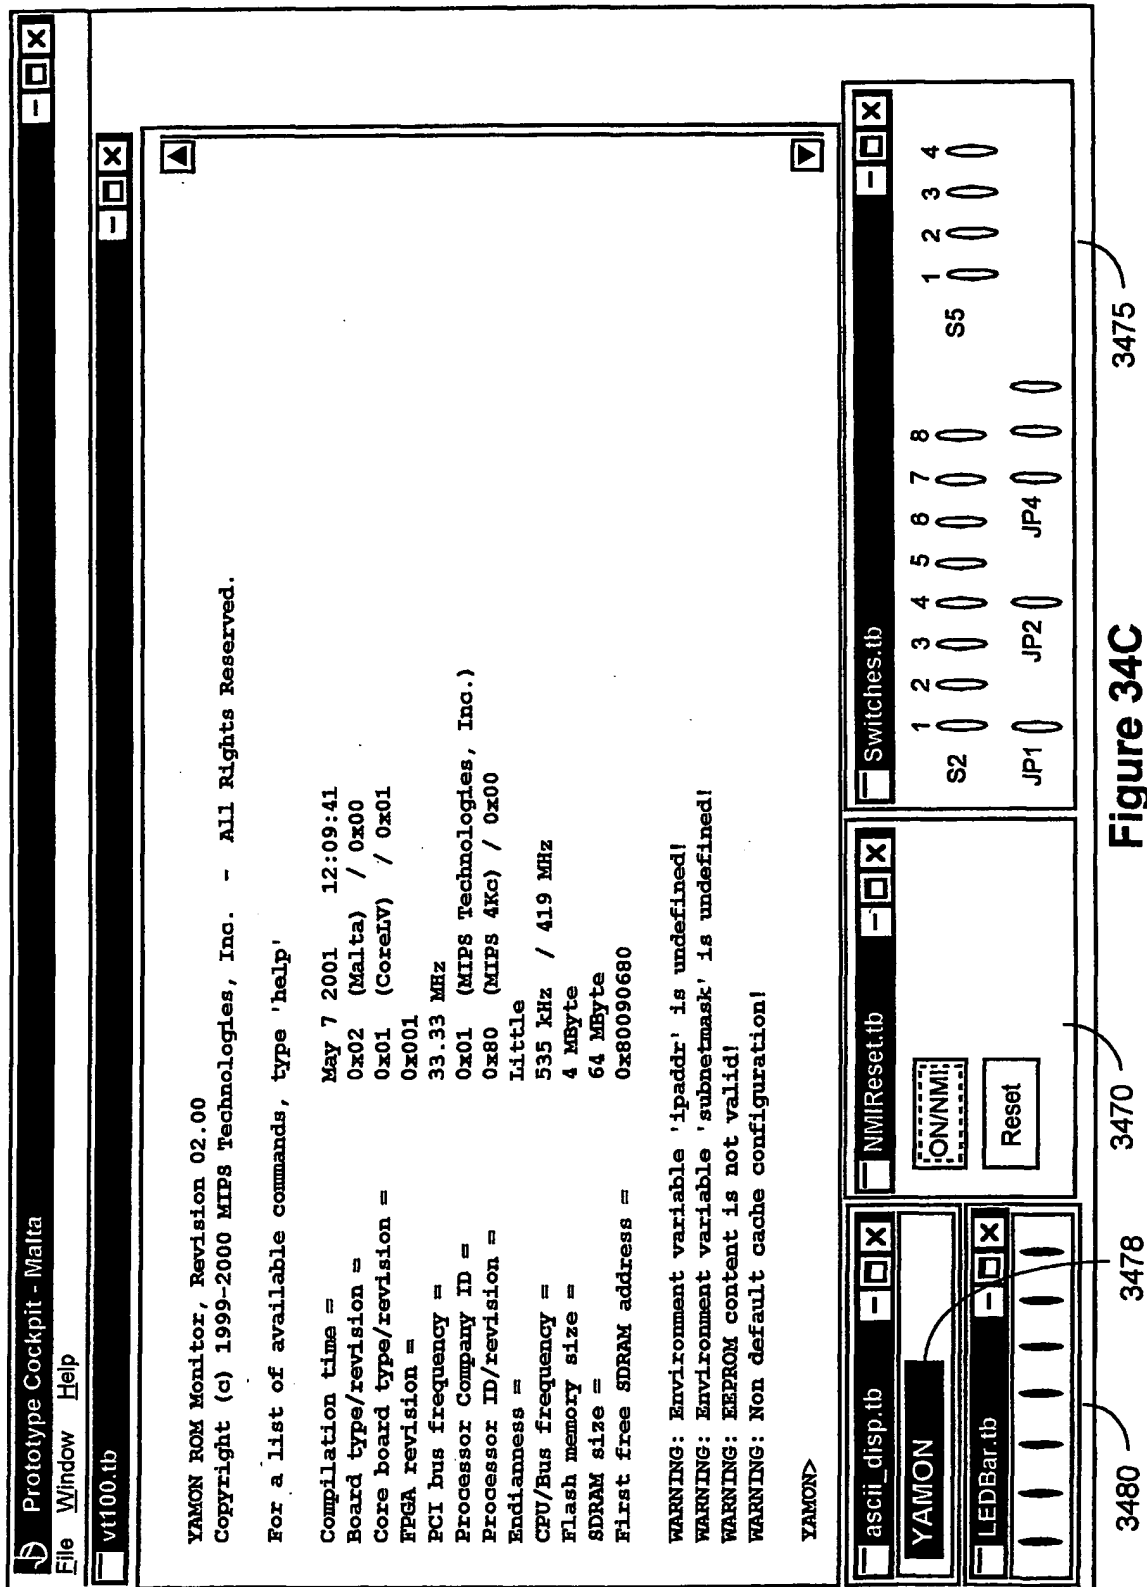 Prototype Cockpit - Malta
File Window Help
vt100.tb
YAMON ROM Monitor, Revision 02.00
Copyright (c) 1999-2000 MIPS Technologies, Inc. - All Rights Reserved.
For a list of available commands, type 'help'
Compilation time = May 7 2001 12:09:41
Board type/revision = 0x02 (Malta) / 0x00
Core board type/revision = 0x01 (CoreLV) / 0x01
FPGA revision = 0x001
PCI bus frequency = 33.33 MHz
Processor Company ID = 0x01 (MIPS Technologies, Inc.)
Processor ID/revision = 0x80 (MIPS 4Kc) / 0x00
Endianness = Little
CPU/Bus frequency = 535 kHz / 419 MHz
Flash memory size = 4 MByte
SDRAM size = 64 MByte
First free SDRAM address = 0x80090680
WARNING: Environment variable 'ipaddr' is undefined!
WARNING: Environment variable 'subnetmask' is undefined!
WARNING: EEPROM content is not valid!
WARNING: Non default cache configuration!
YAMON>
ascii_disp.tb
YAMON
LEDBar.tb
NMIReset.tb
ON/NMI
Reset
Switches.tb
1 2 3 4 5 6 7 8
S2
1 2 3 4
S5
JP1 JP2 JP4
3480
3478
3470
3475
Figure 34C